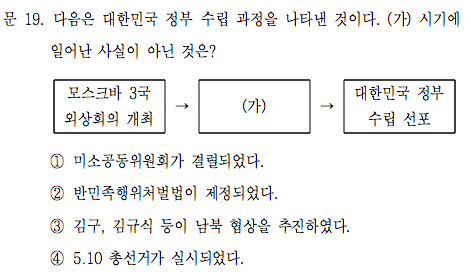 문 19. 다음은 대한민국 정부 수립 과정을 나타낸 것이다. (가) 시기에
일어난 사실이 아닌 것은?
모스크바 3국
외상회의 개최
→
(가)
→
대한민국 정부
수립 선포
① 미소공동위원회가 결렬되었다.
② 반민족행위처벌법이 제정되었다.
③ 김구, 김규식 등이 남북 협상을 추진하였다.
④ 5.10 총선거가 실시되었다.